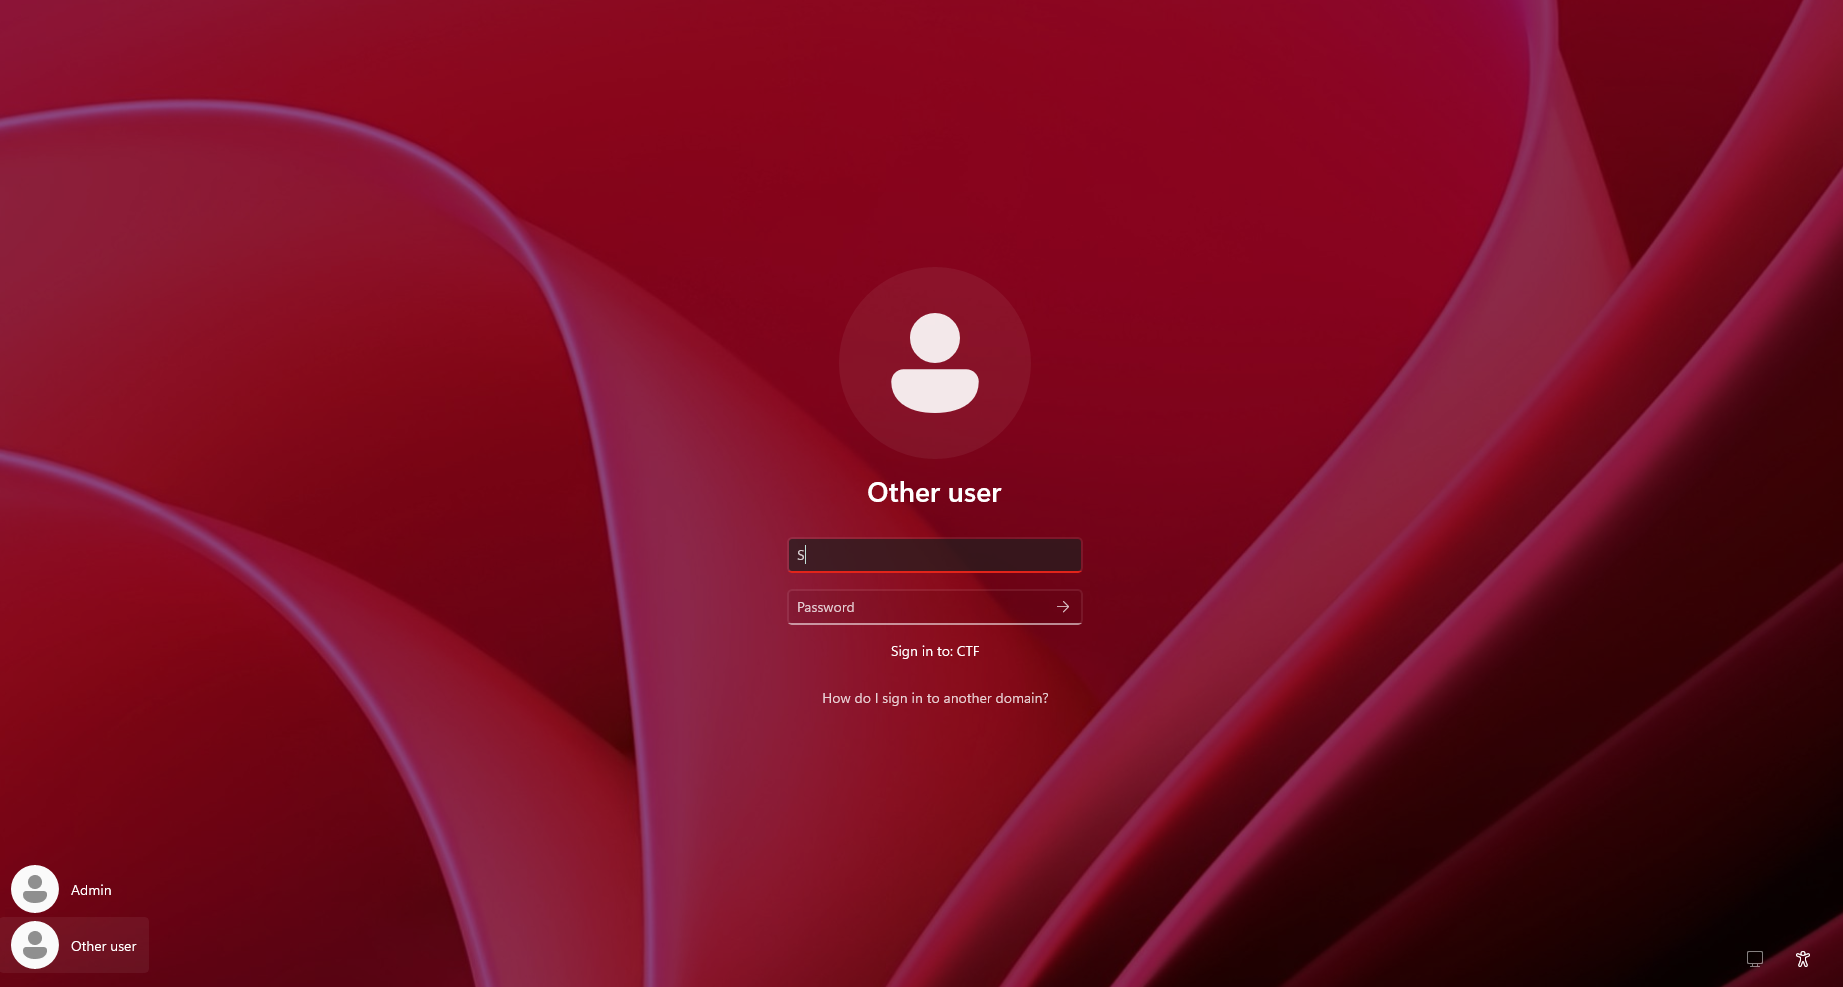 Other user
S
Password
Sign in to: CTF
How do I sign in to another domain?
Admin
Other user